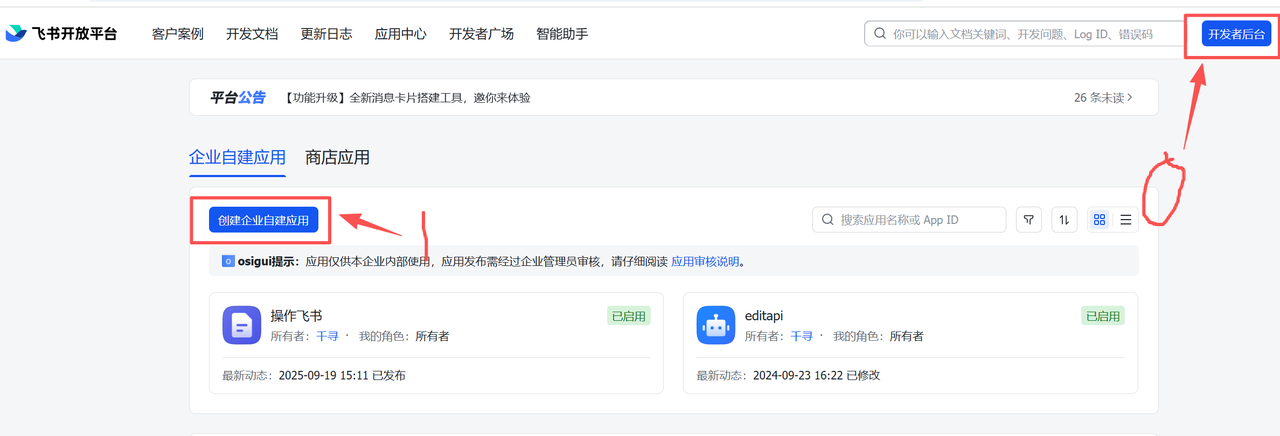 飞书开放平台 客户案例 开发文档 更新日志 应用中心 开发者广场 智能助手 你可以输入文档关键词、开发问题、Log ID、错误码 开发者后台
平台公告 【功能升级】全新消息卡片搭建工具，邀你来体验 26 条未读
企业自建应用 商店应用
创建企业自建应用 搜索应用名称或 App ID
osigui提示：应用仅供本企业内部使用，应用发布需经过企业管理员审核，请仔细阅读 应用审核说明。
操作飞书 已启用
所有者：千寻 · 我的角色：所有者
最新动态：2025-09-19 15:11 已发布
editapi 已启用
所有者：千寻 · 我的角色：所有者
最新动态：2024-09-23 16:22 已修改